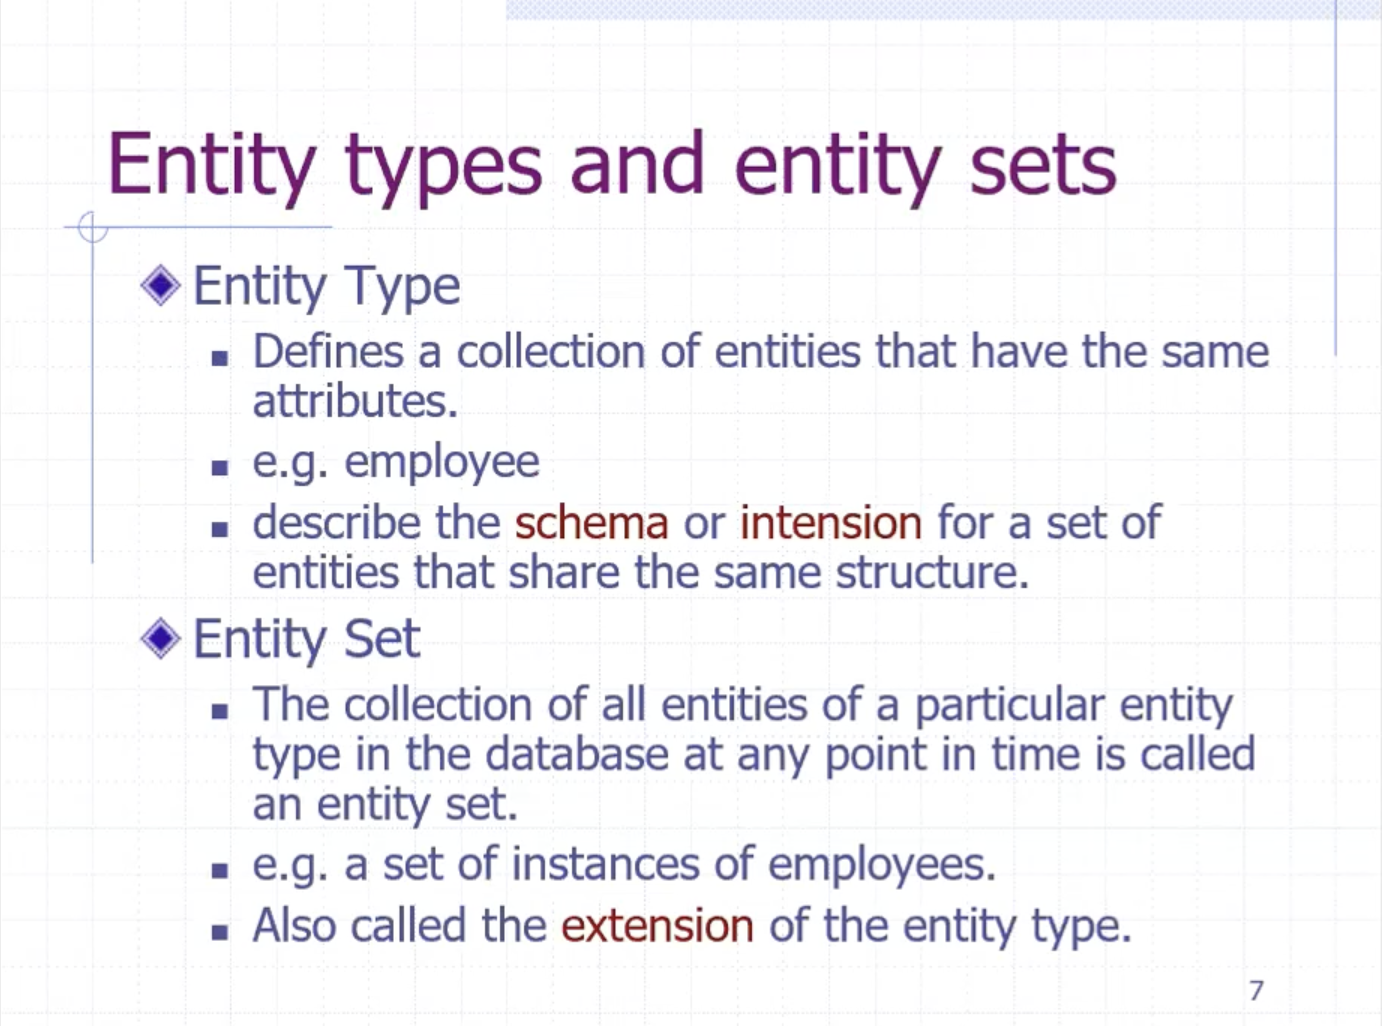 Entity types and entity sets
Entity Type
Defines a collection of entities that have the same
attributes.
e.g. employee
describe the schema or intension for a set of
entities that share the same structure.
Entity Set
The collection of all entities of a particular entity
type in the database at any point in time is called
an entity set.
e.g. a set of instances of employees.
Also called the extension of the entity type.
7